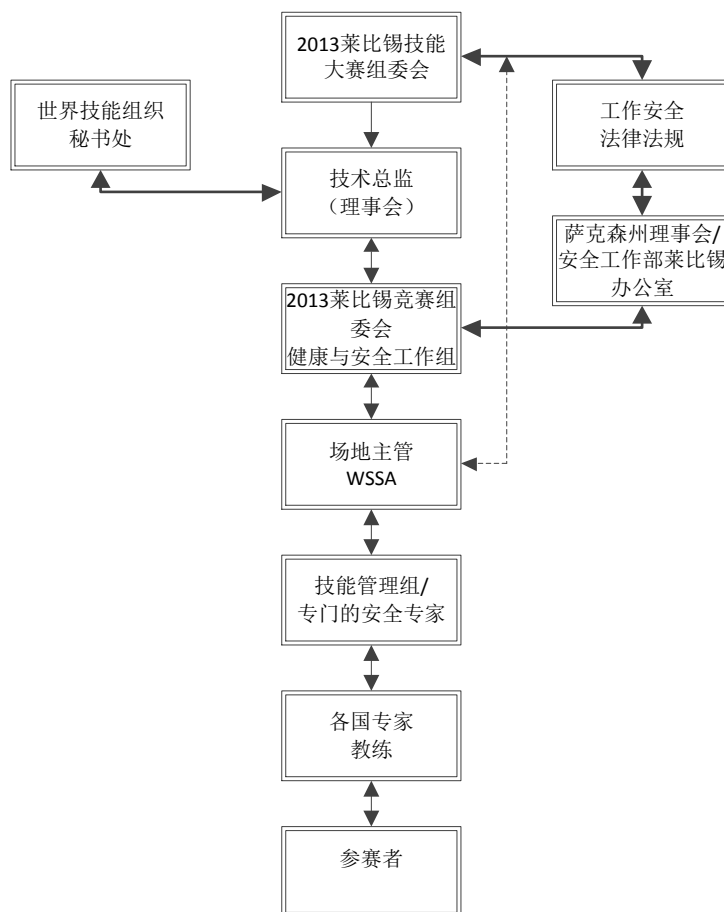 2013莱比锡技能
大赛组委会
世界技能组织
秘书处
工作安全
法律法规
技术总监
（理事会）
萨克森州理事会/
安全工作部莱比锡
办公室
2013莱比锡竞赛组
委会
健康与安全工作组
场地主管
WSSA
技能管理组/
专门的安全专家
各国专家
教练
参赛者